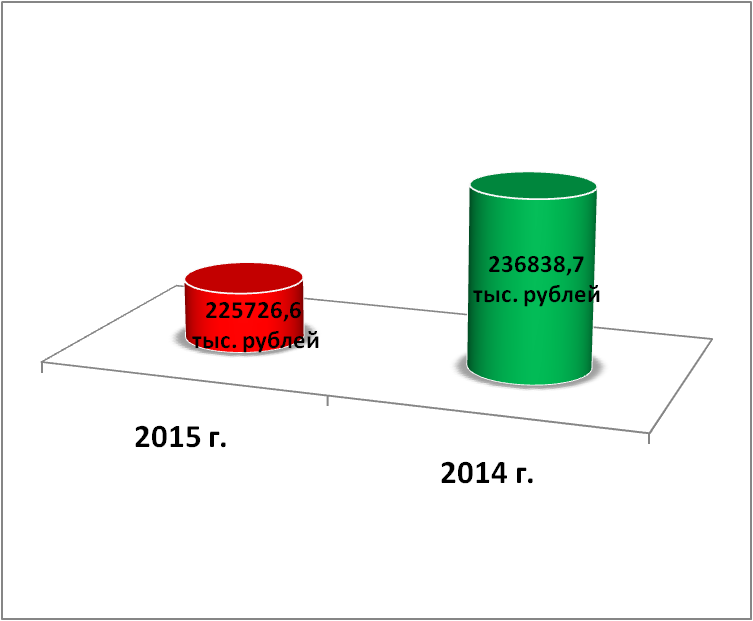 225726,6
тыс. рублей
236838,7
тыс. рублей
2015 г.
2014 г.